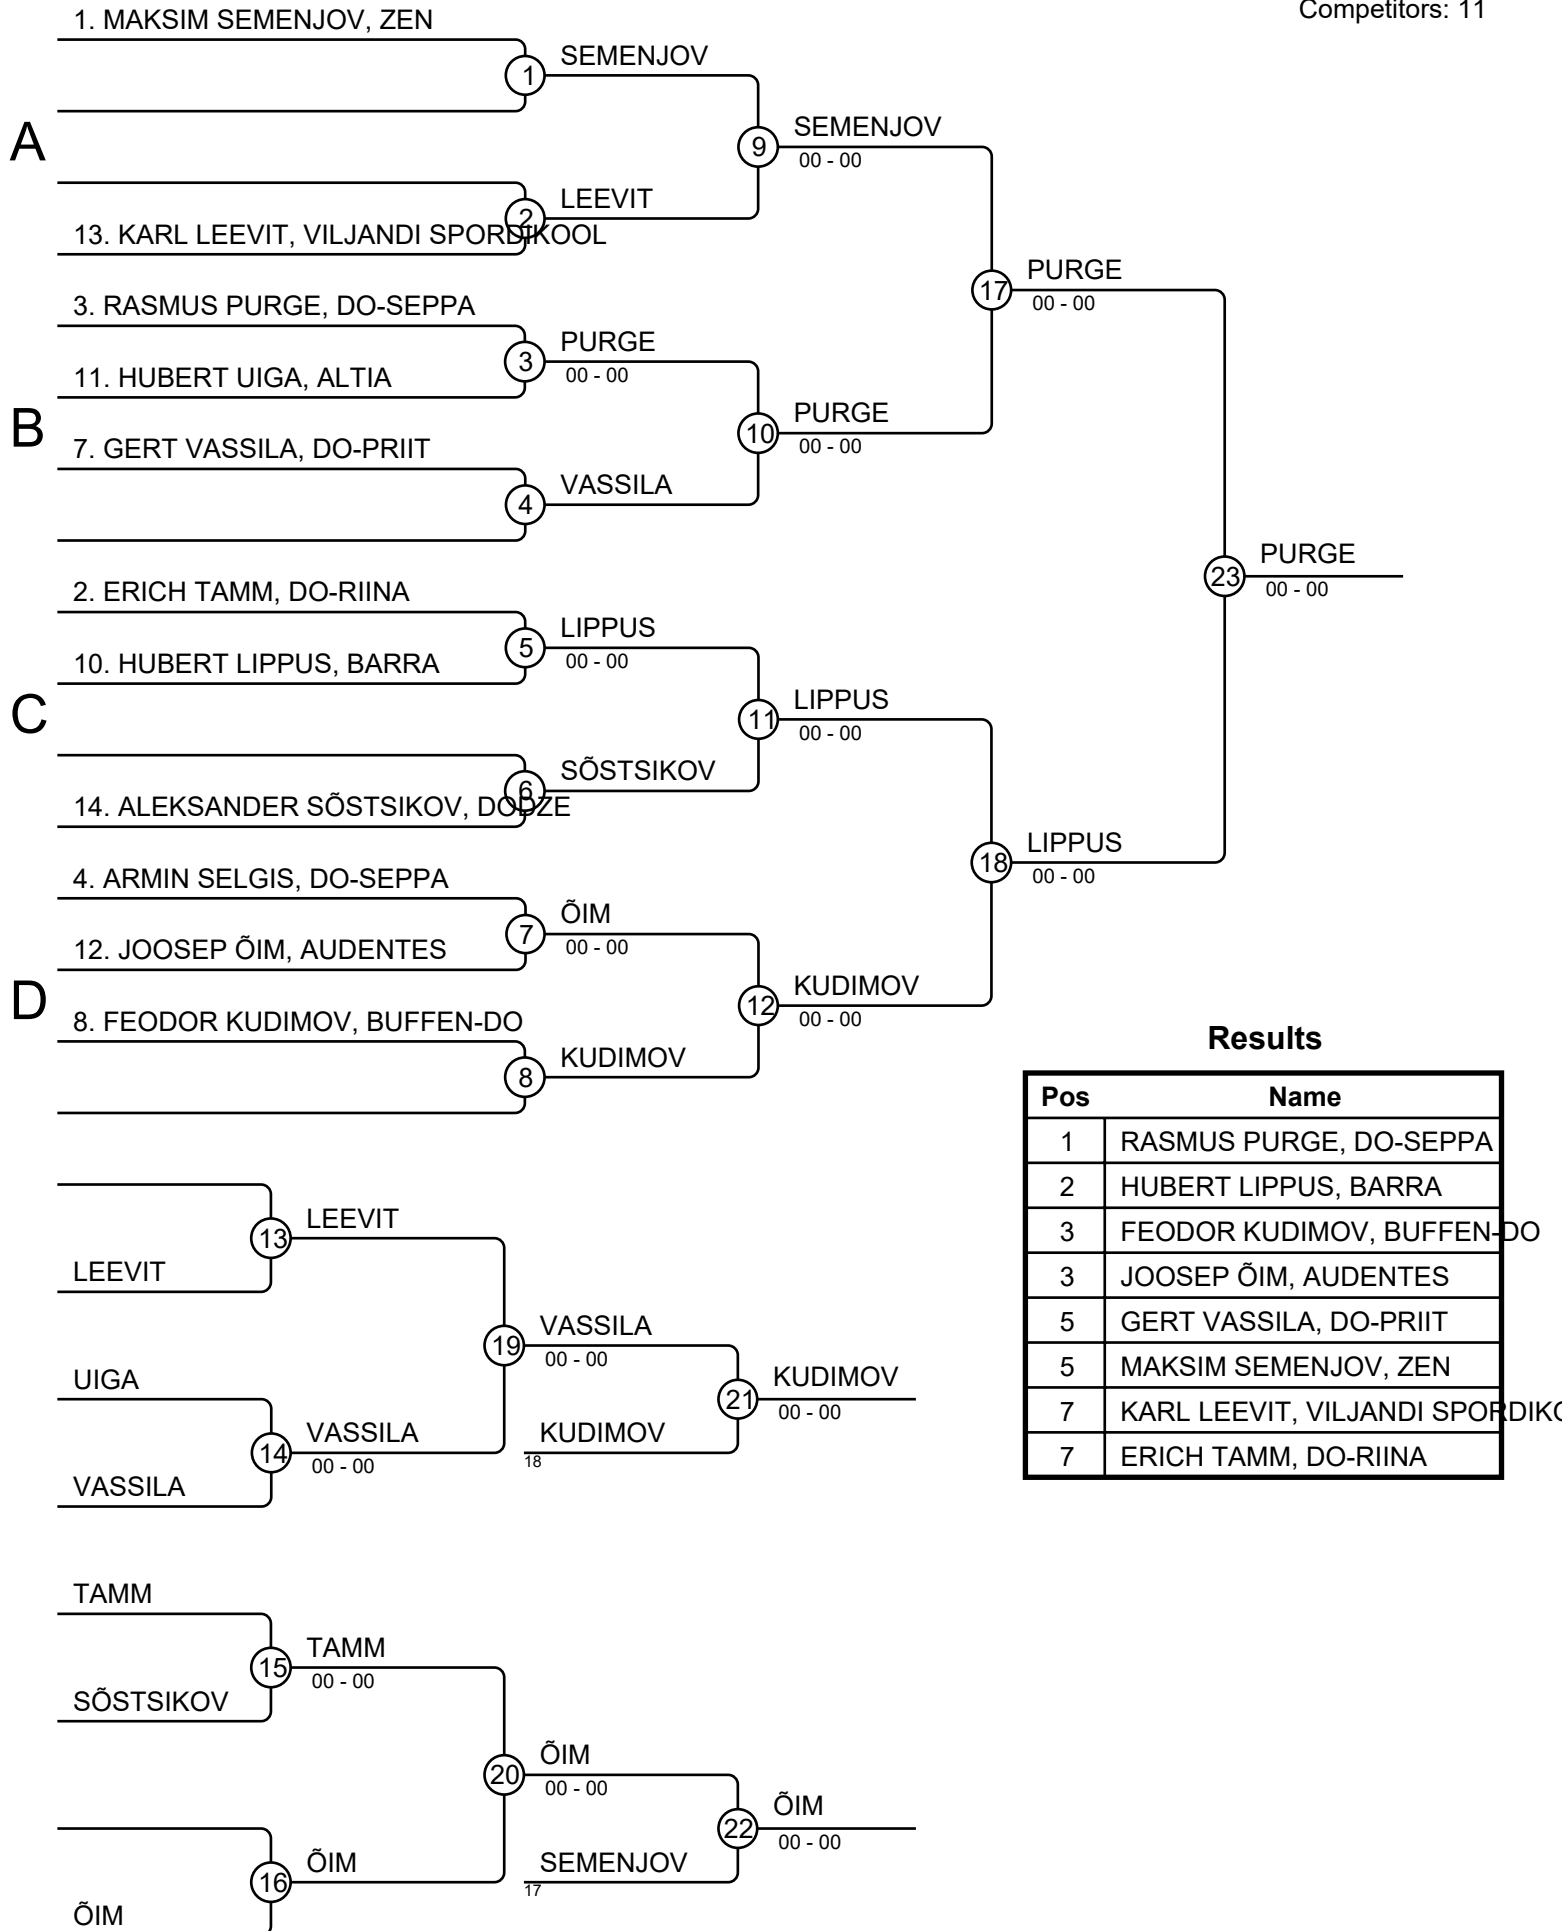 Competitors: 11
1. MAKSIM SEMENJOV, ZEN
1
SEMENJOV
A
9
SEMENJOV
00 - 00
2
LEEVIT
13. KARL LEEVIT, VILJANDI SPORDIKOOL
17
PURGE
00 - 00
3. RASMUS PURGE, DO-SEPPA
3
PURGE
00 - 00
11. HUBERT UIGA, ALTIA
B
10
PURGE
00 - 00
7. GERT VASSILA, DO-PRIIT
4
VASSILA
23
PURGE
00 - 00
2. ERICH TAMM, DO-RIINA
5
LIPPUS
00 - 00
10. HUBERT LIPPUS, BARRA
C
11
LIPPUS
00 - 00
6
SÕSTSIKOV
14. ALEKSANDER SÕSTSIKOV, DODZE
18
LIPPUS
00 - 00
4. ARMIN SELGIS, DO-SEPPA
7
ÕIM
00 - 00
12. JOOSEP ÕIM, AUDENTES
D
12
KUDIMOV
00 - 00
8. FEODOR KUDIMOV, BUFFEN-DO
8
KUDIMOV
Results
Pos Name
1 RASMUS PURGE, DO-SEPPA
2 HUBERT LIPPUS, BARRA
3 FEODOR KUDIMOV, BUFFEN-DO
3 JOOSEP ÕIM, AUDENTES
5 GERT VASSILA, DO-PRIIT
5 MAKSIM SEMENJOV, ZEN
7 KARL LEEVIT, VILJANDI
7 ERICH TAMM, DO-RIINA
13
LEEVIT
LEEVIT
19
VASSILA
00 - 00
UIGA
14
VASSILA
00 - 00
VASSILA
21
KUDIMOV
00 - 00
KUDIMOV
18
TAMM
15
TAMM
00 - 00
SÕSTSIKOV
20
ÕIM
00 - 00
16
ÕIM
ÕIM
22
ÕIM
00 - 00
SEMENJOV
17